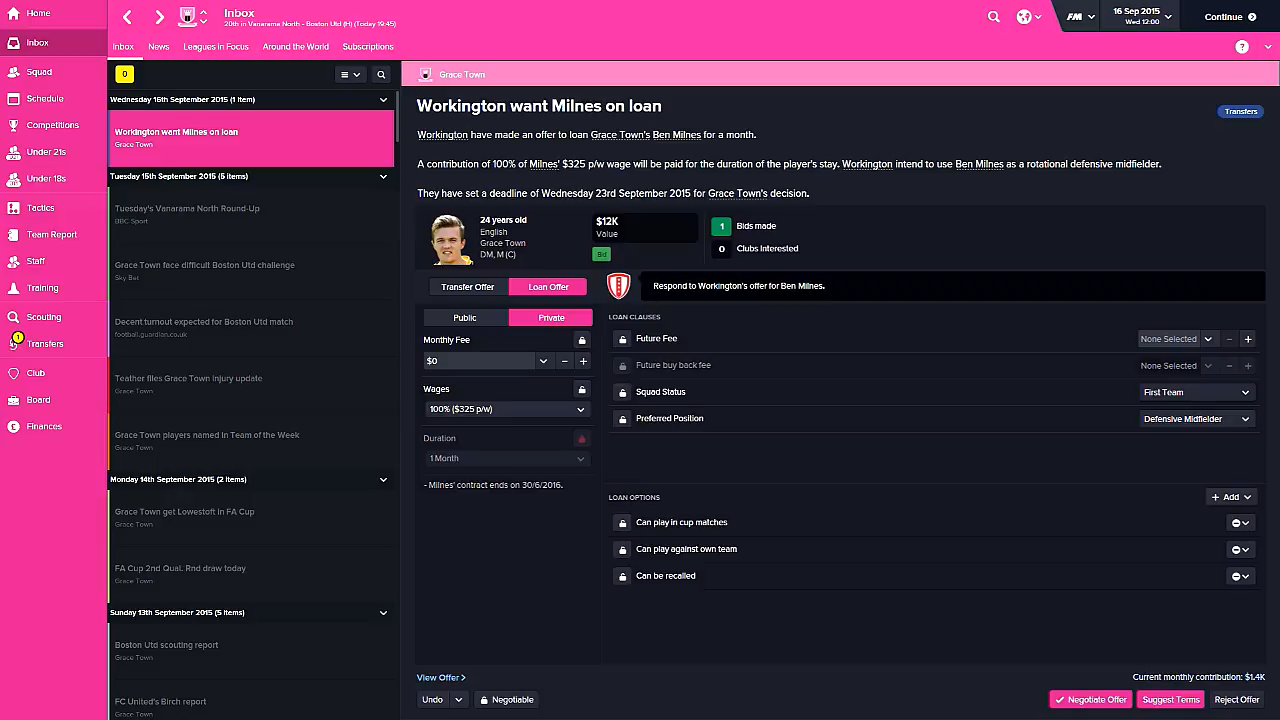 Home
Inbox
20th in Vanarama North - Boston Utd (H) (Today 19:45)
FM
16 Sep 2015
Wed 12:00
Continue
Inbox
Inbox
News
Leagues in Focus
Around the World
Subscriptions
?
Squad
Schedule
Competitions
Under 21s
Under 18s
Tactics
Team Report
Staff
Training
Scouting
1
Transfers
Club
Board
Finances
0
Wednesday 16th September 2015 (1 item)
Workington want Milnes on loan
Grace Town
Tuesday 15th September 2015 (5 items)
Tuesday's Vanarama North Round-Up
BBC Sport
Grace Town face difficult Boston Utd challenge
Sky Bet
Decent turnout expected for Boston Utd match
football.guardian.co.uk
Teather files Grace Town injury update
Grace Town
Grace Town players named in Team of the Week
Grace Town
Monday 14th September 2015 (2 items)
Grace Town get Lowestoft in FA Cup
Grace Town
FA Cup 2nd Qual. Rnd draw today
Grace Town
Sunday 13th September 2015 (5 items)
Boston Utd scouting report
Grace Town
FC United's Birch report
Grace Town
Grace Town
Workington want Milnes on loan
Transfers
Workington have made an offer to loan Grace Town's Ben Milnes for a month.
A contribution of 100% of Milnes' $325 p/w wage will be paid for the duration of the player's stay. Workington intend to use Ben Milnes as a rotational defensive midfielder.
They have set a deadline of Wednesday 23rd September 2015 for Grace Town's decision.
24 years old
English
Grace Town
DM, M (C)
$12K
Value
Bid
1 Bids made
0 Clubs Interested
Transfer Offer
Loan Offer
Respond to Workington's offer for Ben Milnes.
Public
Private
Monthly Fee
$0
Wages
100% ($325 p/w)
Duration
1 Month
- Milnes' contract ends on 30/6/2016.
LOAN CLAUSES
Future Fee
None Selected
Future buy back fee
None Selected
Squad Status
First Team
Preferred Position
Defensive Midfielder
LOAN OPTIONS
+ Add
Can play in cup matches
Can play against own team
Can be recalled
View Offer >
Current monthly contribution: $1.4K
Undo
Negotiable
Negotiate Offer
Suggest Terms
Reject Offer